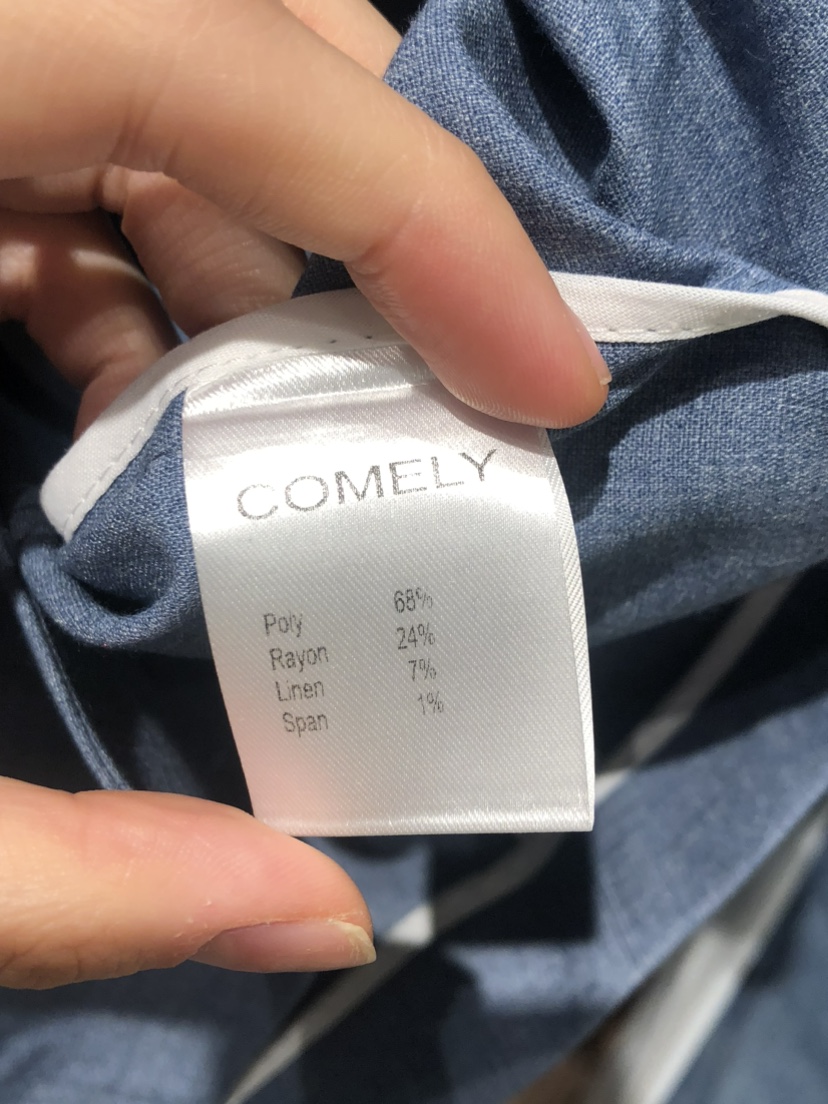 COMELY
Poly 68%
Rayon 24%
Linen 7%
Span 1%